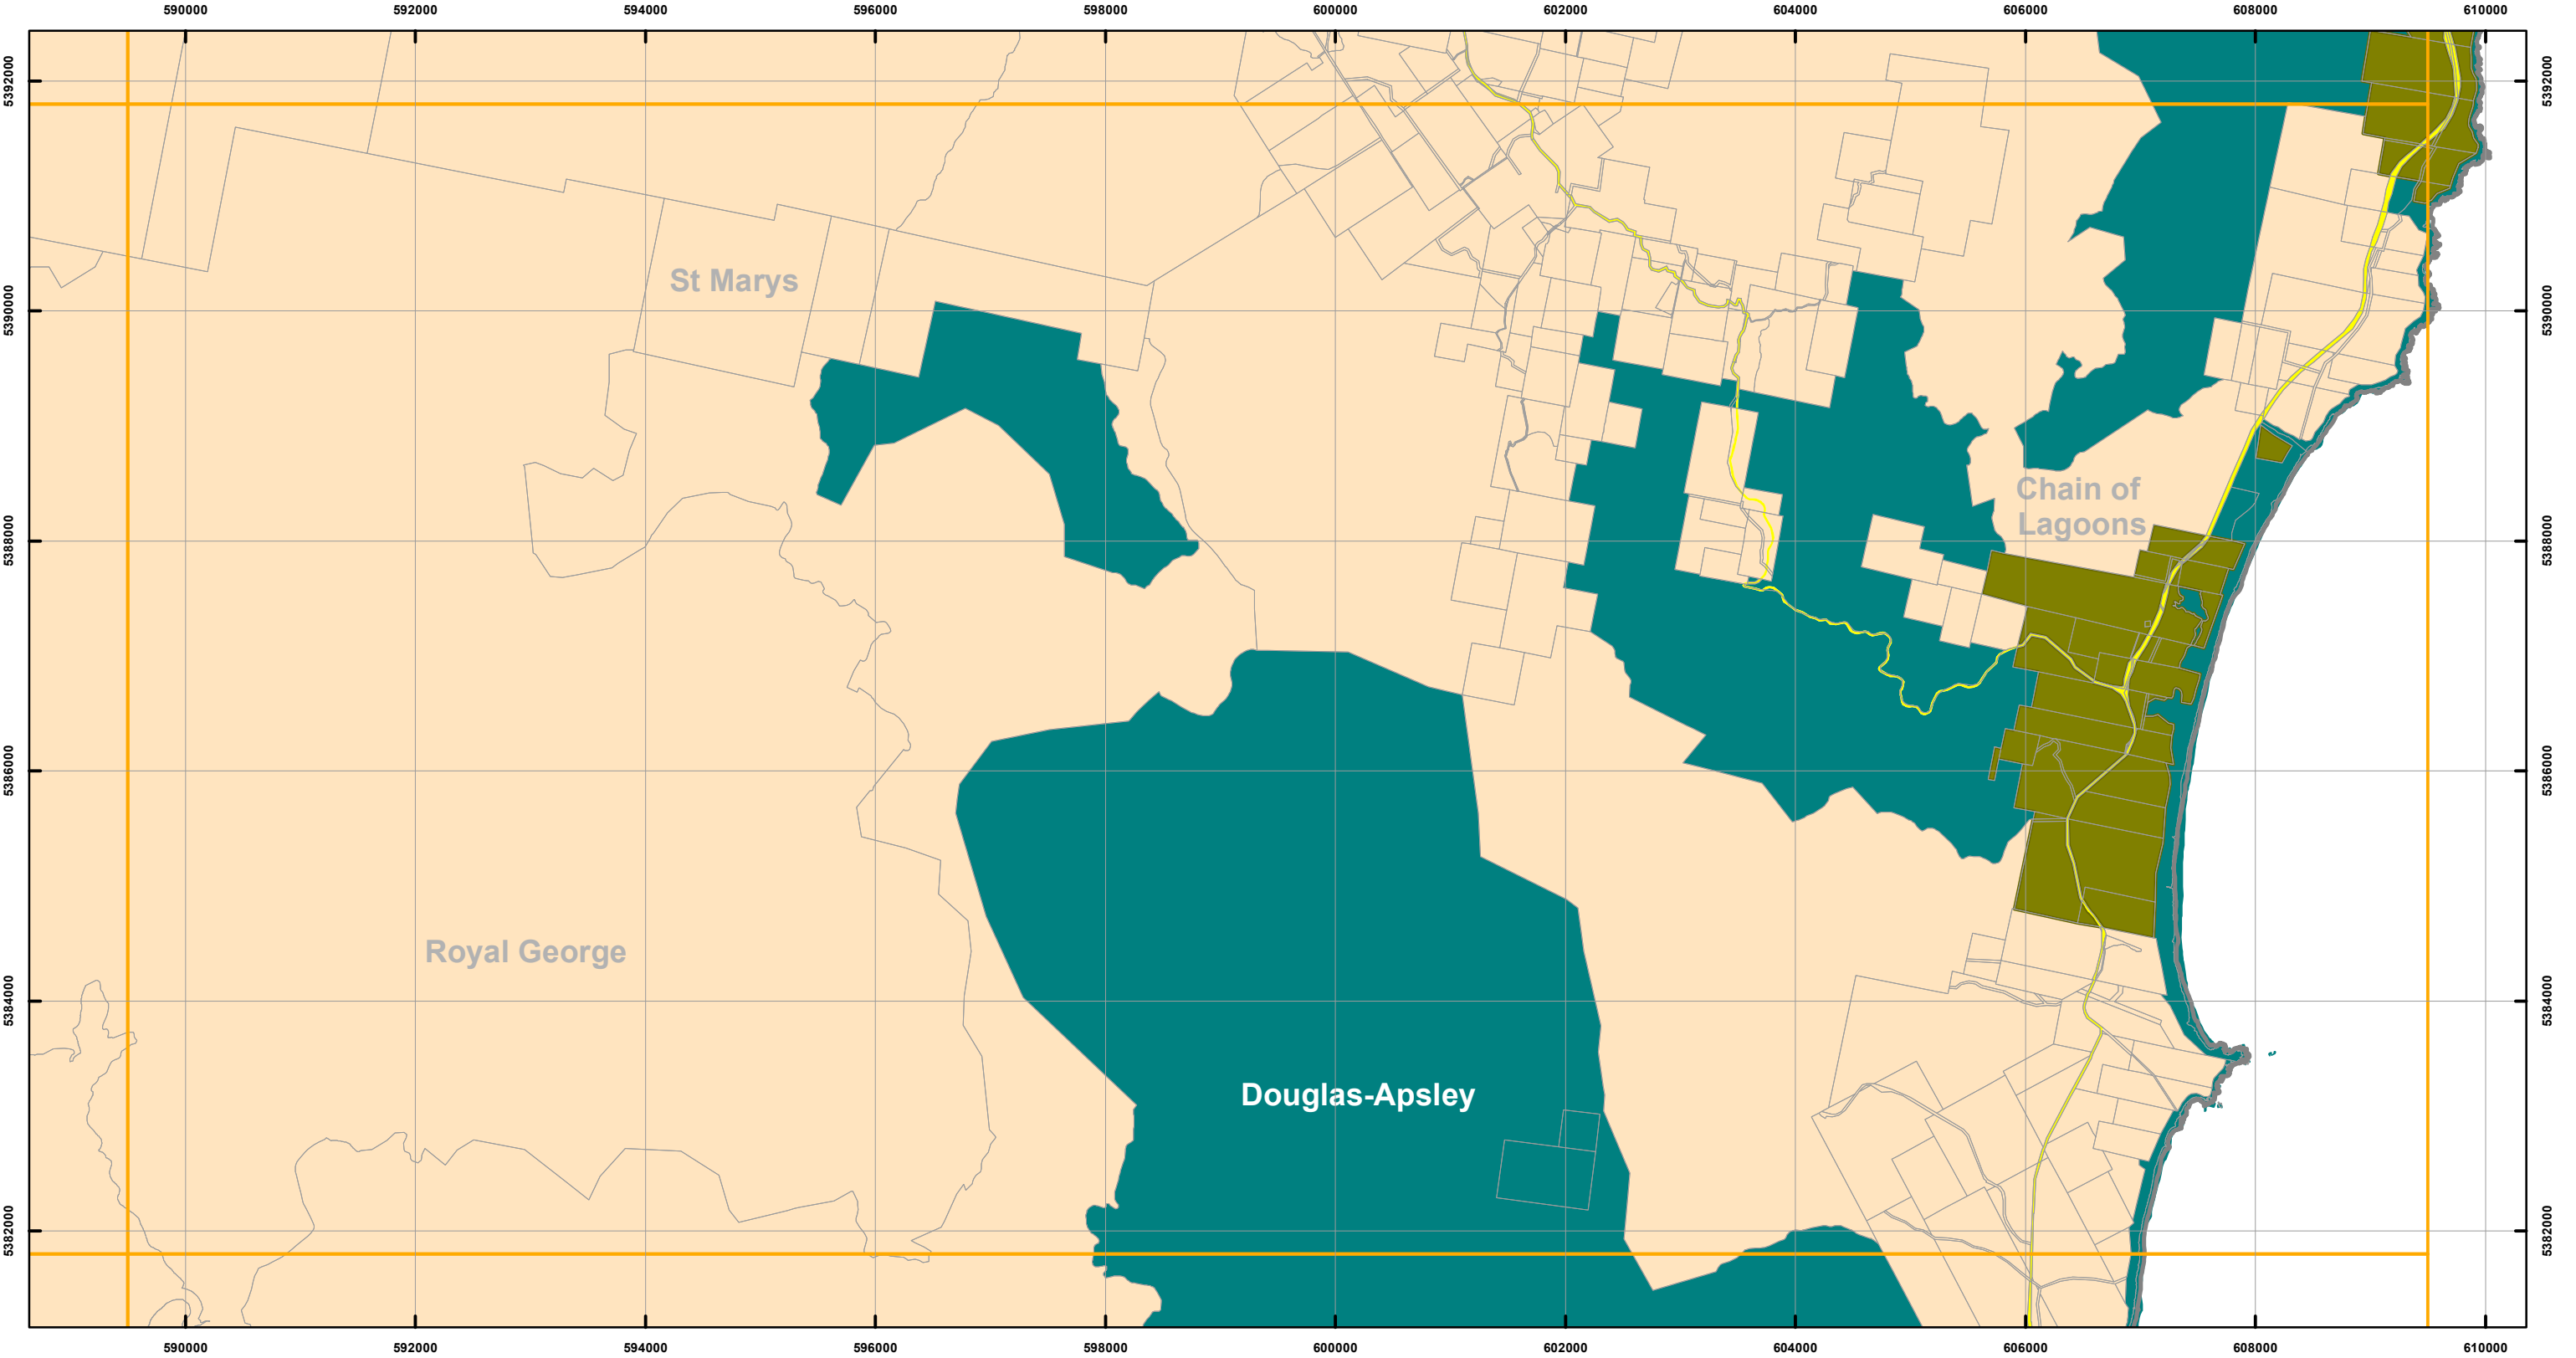 590000 592000 594000 596000 598000 600000 602000 604000 606000 608000 610000
5392000 5392000
St Marys
5390000 5390000
Chain of
Lagoons
5388000 5388000
5386000 5386000
Royal George
5384000 5384000
Douglas-Apsley
5382000 5382000
590000 592000 594000 596000 598000 600000 602000 604000 606000 608000 610000